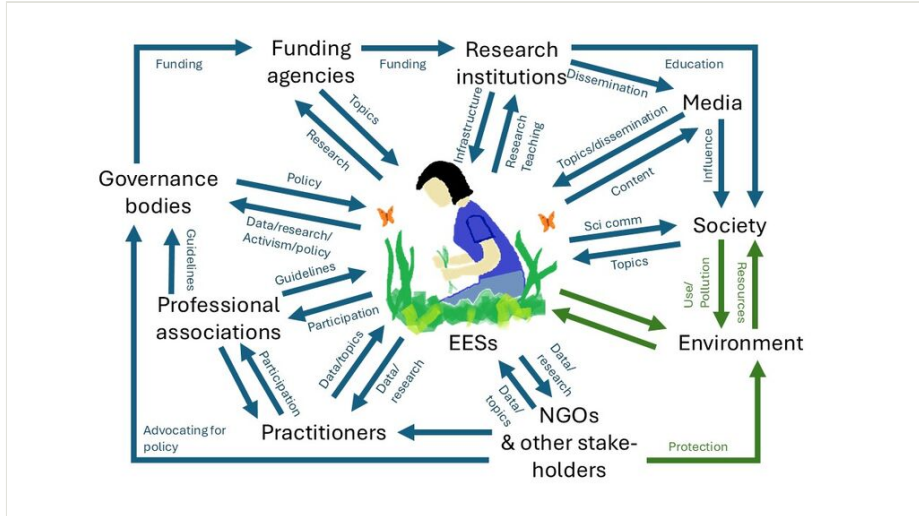 Funding
agencies
Research
institutions
Funding
Funding
Education
Dissemination
Media
Topics
Research
Infrastructure
Research
Teaching
Topics/dissemination
Content
Influence
Governance
bodies
Policy
Data/research/
Activism/policy
Sci comm
Topics
Society
Guidelines
Guidelines
Participation
Professional
associations
Use/
Pollution
Resources
EESs
Environment
Data/topics
Data/
research
Participation
Data/
research
Data/
topics
Practitioners
NGOs
& other stake-
holders
Advocating for
policy
Protection